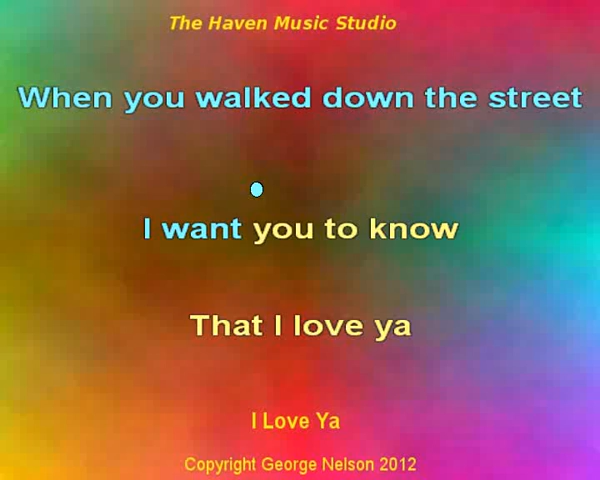 The Haven Music Studio
When you walked down the street
I want you to know
That I love ya
I Love Ya
Copyright George Nelson 2012